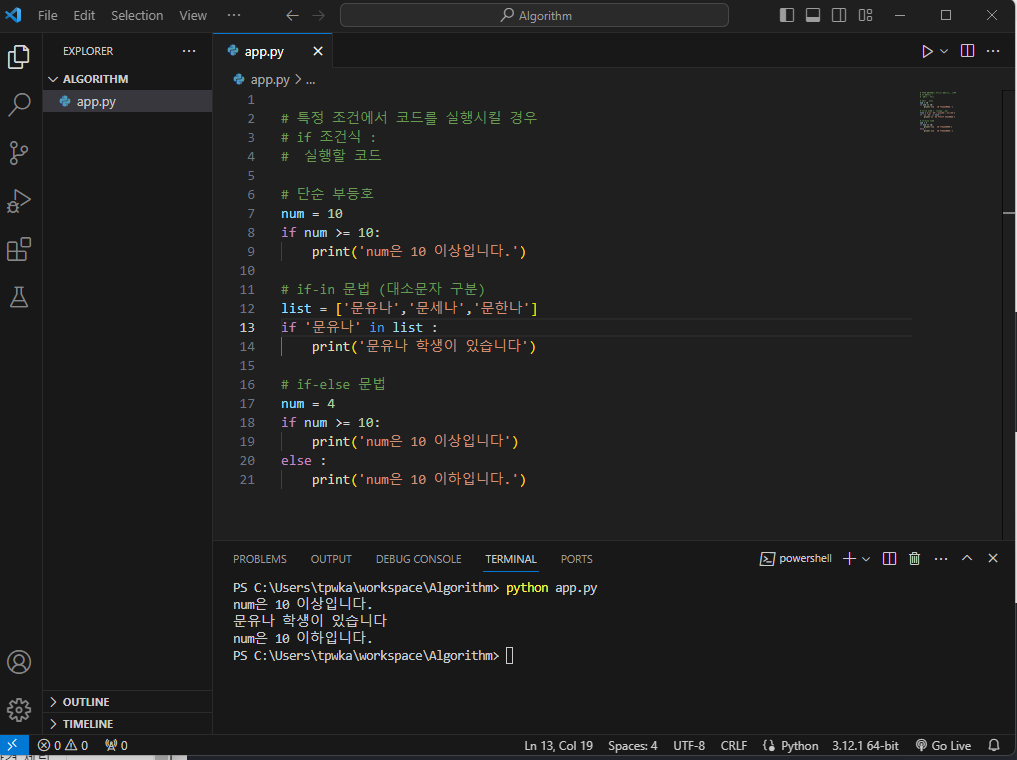 File Edit Selection View ··· Algorithm
EXPLORER ···
ALGORITHM
app.py
app.py
app.py > ...
1
2 # 특정 조건에서 코드를 실행시킬 경우
3 # if 조건식 :
4 #  실행할 코드
5
6 # 단순 부등호
7 num = 10
8 if num >= 10:
9     print('num은 10 이상입니다.')
10
11 # if-in 문법 (대소문자 구분)
12 list = ['문유나','문세나','문한나']
13 if '문유나' in list :
14     print('문유나 학생이 있습니다')
15
16 # if-else 문법
17 num = 4
18 if num >= 10:
19     print('num은 10 이상입니다')
20 else :
21     print('num은 10 이하입니다.')
PROBLEMS OUTPUT DEBUG CONSOLE TERMINAL PORTS powershell
PS C:\Users\tpwka\workspace\Algorithm> python app.py
num은 10 이상입니다.
문유나 학생이 있습니다
num은 10 이하입니다.
PS C:\Users\tpwka\workspace\Algorithm>
OUTLINE
TIMELINE
0 0 0 Ln 13, Col 19 Spaces: 4 UTF-8 CRLF Python 3.12.1 64-bit Go Live